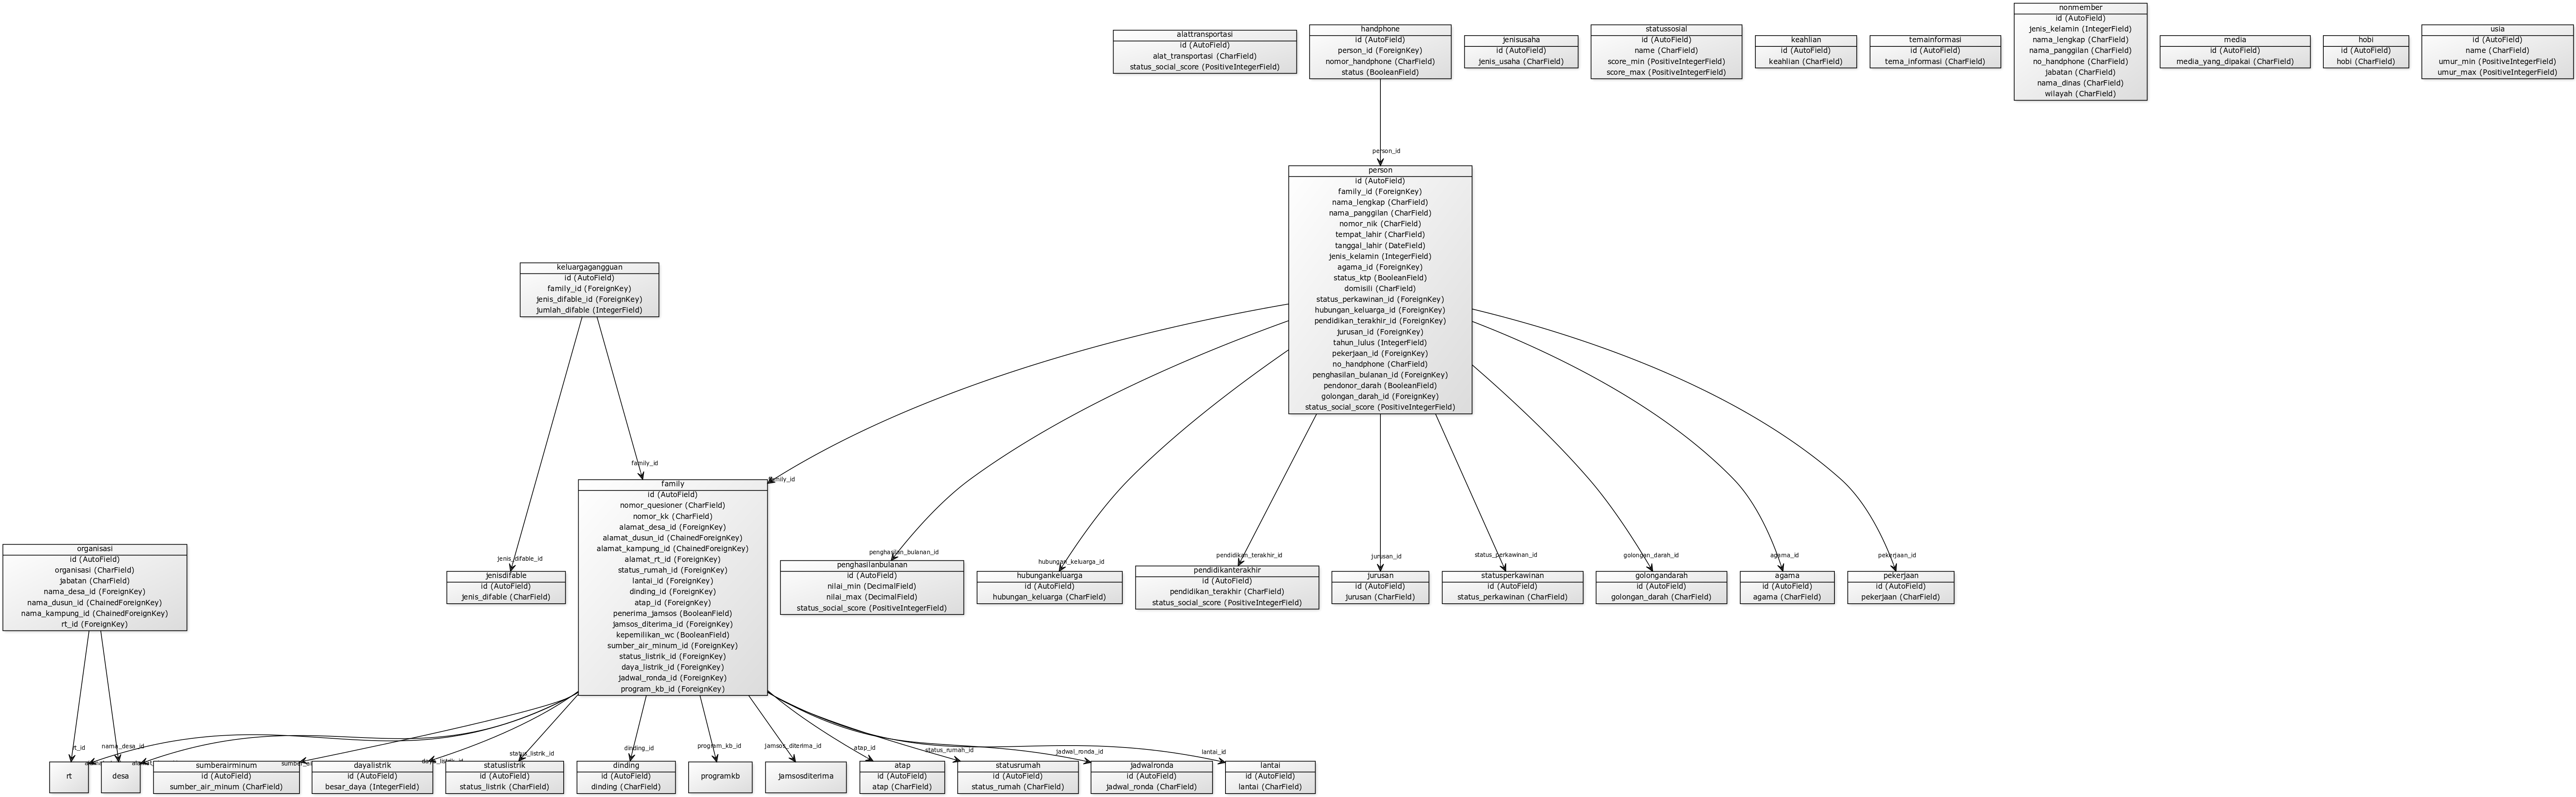 alattransportasi
id (AutoField)
alat_transportasi (CharField)
status_social_score (PositiveIntegerField)
handphone
id (AutoField)
person_id (ForeignKey)
nomor_handphone (CharField)
status (BooleanField)
jenisusaha
id (AutoField)
jenis_usaha (CharField)
statussosial
id (AutoField)
name (CharField)
score_min (PositiveIntegerField)
score_max (PositiveIntegerField)
keahlian
id (AutoField)
keahlian (CharField)
temainformasi
id (AutoField)
tema_informasi (CharField)
nonmember
id (AutoField)
jenis_kelamin (IntegerField)
nama_lengkap (CharField)
nama_panggilan (CharField)
no_handphone (CharField)
jabatan (CharField)
nama_dinas (CharField)
wilayah (CharField)
media
id (AutoField)
media_yang_dipakai (CharField)
hobi
id (AutoField)
hobi (CharField)
usia
id (AutoField)
name (CharField)
umur_min (PositiveIntegerField)
umur_max (PositiveIntegerField)
person_id
person
id (AutoField)
family_id (ForeignKey)
nama_lengkap (CharField)
nama_panggilan (CharField)
nomor_nik (CharField)
tempat_lahir (CharField)
tanggal_lahir (DateField)
jenis_kelamin (IntegerField)
agama_id (ForeignKey)
status_ktp (BooleanField)
domisili (CharField)
status_perkawinan_id (ForeignKey)
hubungan_keluarga_id (ForeignKey)
pendidikan_terakhir_id (ForeignKey)
jurusan_id (ForeignKey)
tahun_lulus (IntegerField)
pekerjaan_id (ForeignKey)
no_handphone (CharField)
penghasilan_bulanan_id (ForeignKey)
pendonor_darah (BooleanField)
golongan_darah_id (ForeignKey)
status_social_score (PositiveIntegerField)
keluargagangguan
id (AutoField)
family_id (ForeignKey)
jenis_difable_id (ForeignKey)
jumlah_difable (IntegerField)
family_id
family_id
family
id (AutoField)
nomor_quesioner (CharField)
nomor_kk (CharField)
alamat_desa_id (ForeignKey)
alamat_dusun_id (ChainedForeignKey)
alamat_kampung_id (ChainedForeignKey)
alamat_rt_id (ForeignKey)
status_rumah_id (ForeignKey)
lantai_id (ForeignKey)
dinding_id (ForeignKey)
atap_id (ForeignKey)
penerima_jamsos (BooleanField)
jamsos_diterima_id (ForeignKey)
kepemilikan_wc (BooleanField)
sumber_air_minum_id (ForeignKey)
status_listrik_id (ForeignKey)
daya_listrik_id (ForeignKey)
jadwal_ronda_id (ForeignKey)
program_kb_id (ForeignKey)
organisasi
id (AutoField)
organisasi (CharField)
jabatan (CharField)
nama_desa_id (ForeignKey)
nama_dusun_id (ChainedForeignKey)
nama_kampung_id (ChainedForeignKey)
rt_id (ForeignKey)
jenis_difable_id
jenisdifable
id (AutoField)
jenis_difable (CharField)
penghasilan_bulanan_id
penghasilanbulanan
id (AutoField)
nilai_min (DecimalField)
nilai_max (DecimalField)
status_social_score (PositiveIntegerField)
hubungan_keluarga_id
hubungankeluarga
id (AutoField)
hubungan_keluarga (CharField)
pendidikan_terakhir_id
pendidikanterakhir
id (AutoField)
pendidikan_terakhir (CharField)
status_social_score (PositiveIntegerField)
jurusan_id
jurusan
id (AutoField)
jurusan (CharField)
status_perkawinan_id
statusperkawinan
id (AutoField)
status_perkawinan (CharField)
golongan_darah_id
golongandarah
id (AutoField)
golongan_darah (CharField)
agama_id
agama
id (AutoField)
agama (CharField)
pekerjaan_id
pekerjaan
id (AutoField)
pekerjaan (CharField)
rt_id
rt
nama_desa_id
desa
sumberairminum
id (AutoField)
sumber_air_minum (CharField)
dayalistrik
id (AutoField)
besar_daya (IntegerField)
status_listrik_id
statuslistrik
id (AutoField)
status_listrik (CharField)
dinding_id
dinding
id (AutoField)
dinding (CharField)
program_kb_id
programkb
jamsos_diterima_id
jamsosditerima
atap_id
atap
id (AutoField)
atap (CharField)
status_rumah_id
statusrumah
id (AutoField)
status_rumah (CharField)
jadwal_ronda_id
jadwalronda
id (AutoField)
jadwal_ronda (CharField)
lantai_id
lantai
id (AutoField)
lantai (CharField)